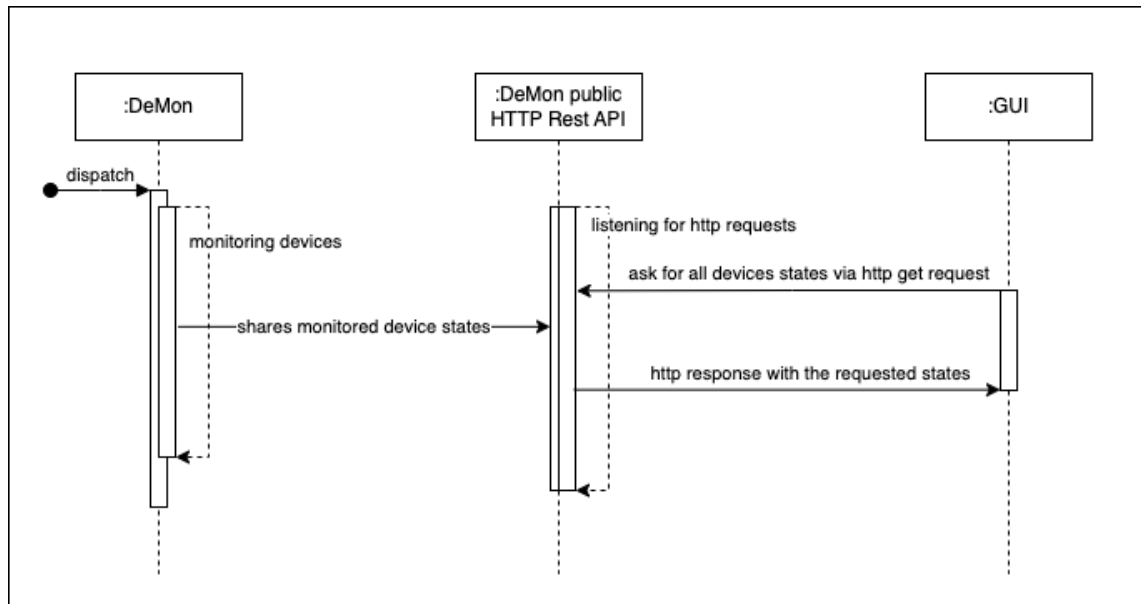 :DeMon
:DeMon public
HTTP Rest API
:GUI
dispatch
monitoring devices
listening for http requests
ask for all devices states via http get request
shares monitored device states
http response with the requested states